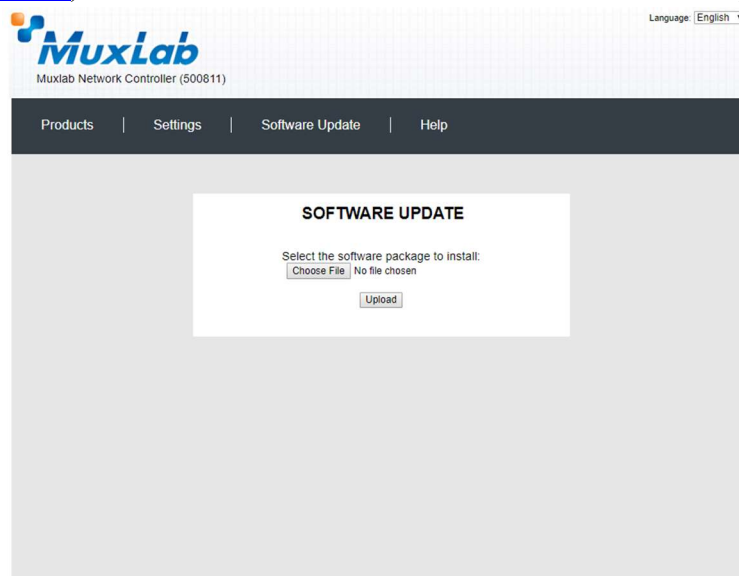 Language: English
MuxLab
Muxlab Network Controller (500811)
Products | Settings | Software Update | Help
SOFTWARE UPDATE
Select the software package to install:
Choose File No file chosen
Upload